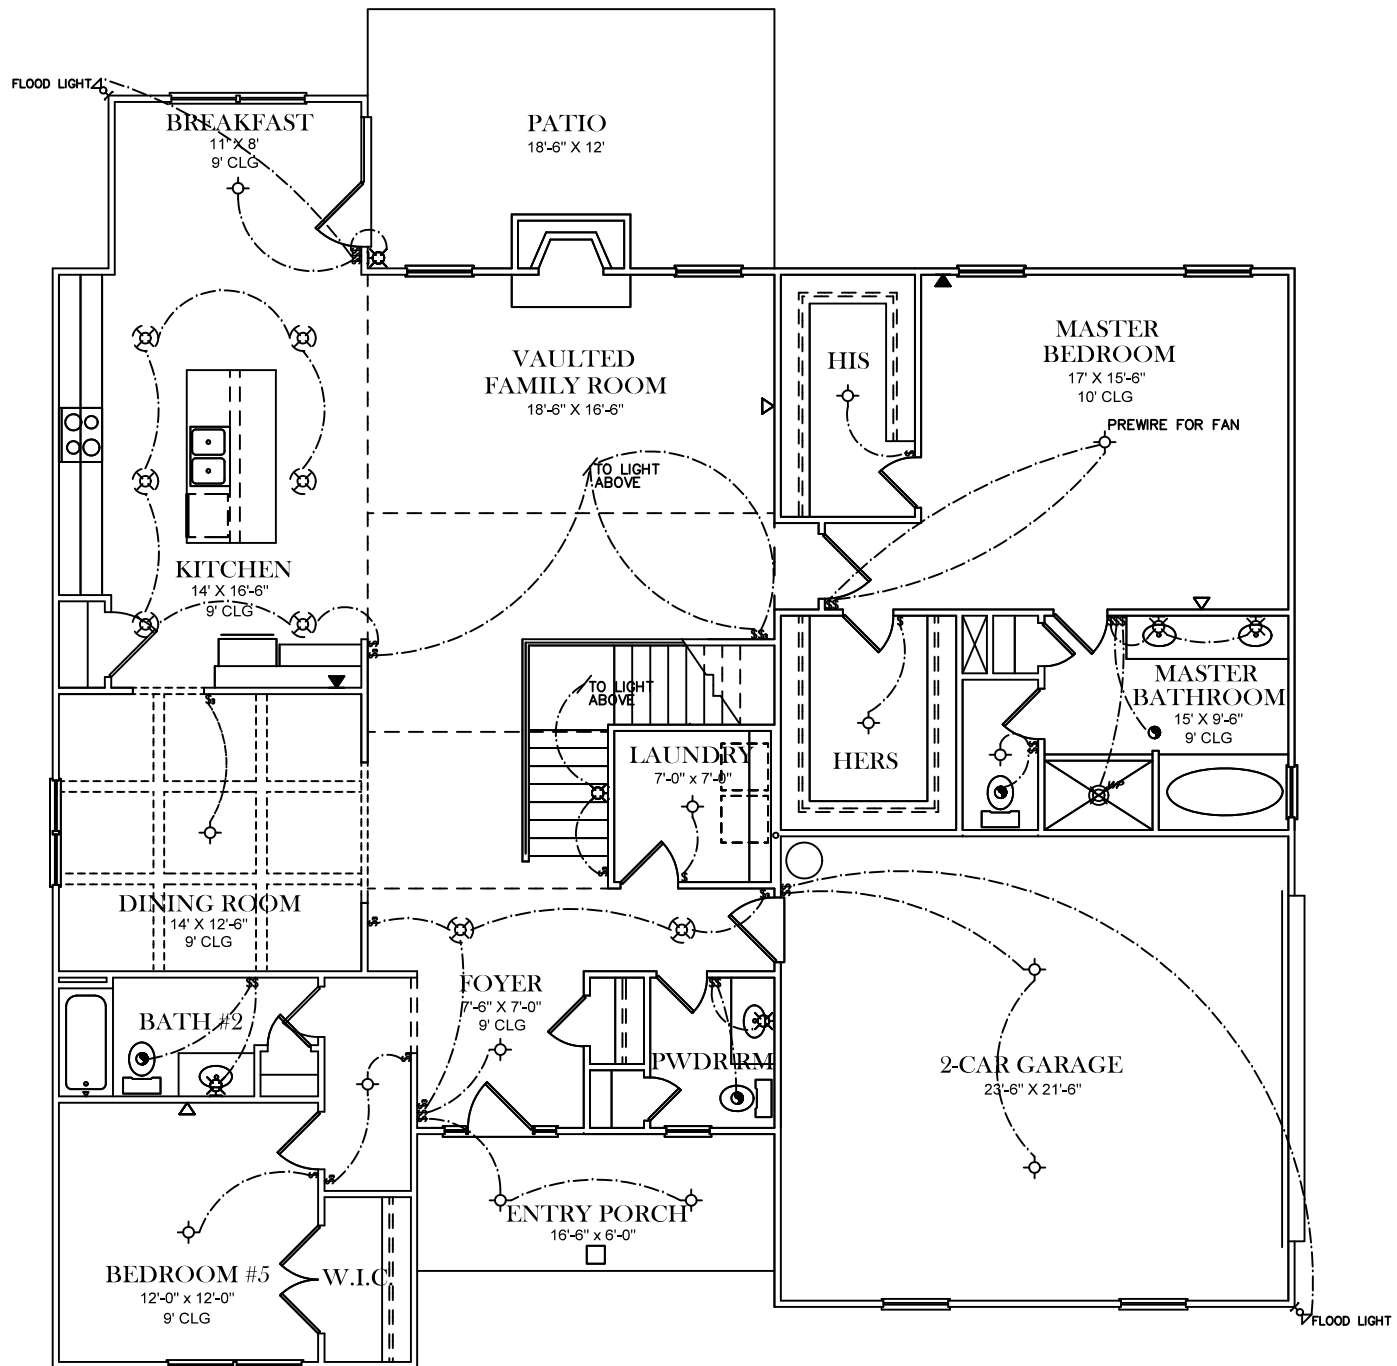 FLOOD LIGHT
BREAKFAST
11' X 8'
9' CLG
PATIO
18'-6" X 12'
VAULTED
FAMILY ROOM
18'-6" X 16'-6"
HIS
MASTER
BEDROOM
17' X 15'-6"
10' CLG
PREWIRE FOR FAN
TO LIGHT
ABOVE
KITCHEN
14' X 16'-6"
9' CLG
TO LIGHT
ABOVE
MASTER
BATHROOM
15' X 9'-6"
9' CLG
LAUNDRY
7'-0" x 7'-0"
HERS
WP
DINING ROOM
14' X 12'-6"
9' CLG
FOYER
7'-6" X 7'-0"
9' CLG
BATH #2
PWDR RM
2-CAR GARAGE
23'-6" X 21'-6"
ENTRY PORCH
16'-6" x 6'-0"
BEDROOM #5
12'-0" x 12'-0"
9' CLG
W.I.C.
FLOOD LIGHT